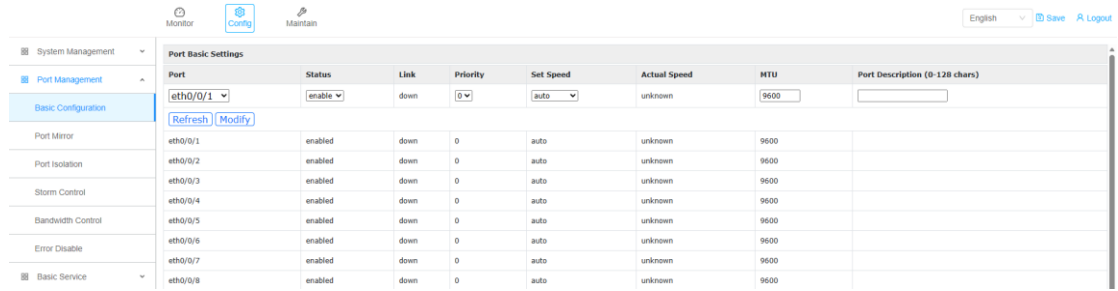 Monitor Config Maintain English Save Logout
System Management
Port Management
Basic Configuration
Port Mirror
Port Isolation
Storm Control
Bandwidth Control
Error Disable
Basic Service
Port Basic Settings
Port Status Link Priority Set Speed Actual Speed MTU Port Description (0-128 chars)
eth0/0/1 enable down 0 auto unknown 9600
Refresh Modify
eth0/0/1 enabled down 0 auto unknown 9600
eth0/0/2 enabled down 0 auto unknown 9600
eth0/0/3 enabled down 0 auto unknown 9600
eth0/0/4 enabled down 0 auto unknown 9600
eth0/0/5 enabled down 0 auto unknown 9600
eth0/0/6 enabled down 0 auto unknown 9600
eth0/0/7 enabled down 0 auto unknown 9600
eth0/0/8 enabled down 0 auto unknown 9600